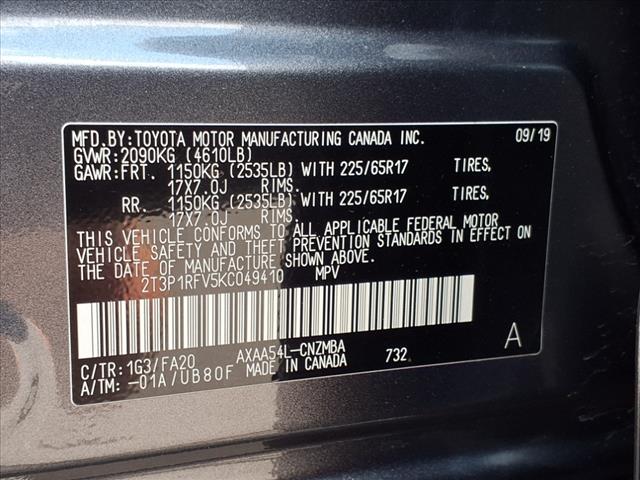 MFD.BY:TOYOTA MOTOR MANUFACTURING CANADA INC. 09/19
GVWR:2090KG (4610LB)
GAWR:FRT. 1150KG (2535LB) WITH 225/65R17 TIRES,
17X7.0J RIMS.
RR. 1150KG (2535LB) WITH 225/65R17 TIRES,
17X7.0J RIMS.
THIS VEHICLE CONFORMS TO ALL APPLICABLE FEDERAL MOTOR
VEHICLE SAFETY AND THEFT PREVENTION STANDARDS IN EFFECT ON
THE DATE OF MANUFACTURE SHOWN ABOVE.
2T3P1RFV5KC049410 MPV
C/TR:1G3/FA20 AXAA54L-CNZMBA 732 A
A/TM:-01A/UB80F MADE IN CANADA